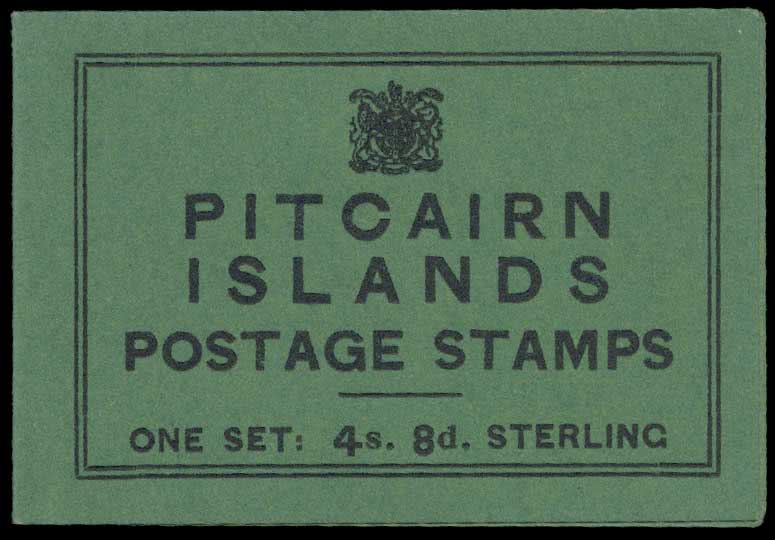 PITCAIRN
ISLANDS
POSTAGE STAMPS
ONE SET: 4s. 8d. STERLING